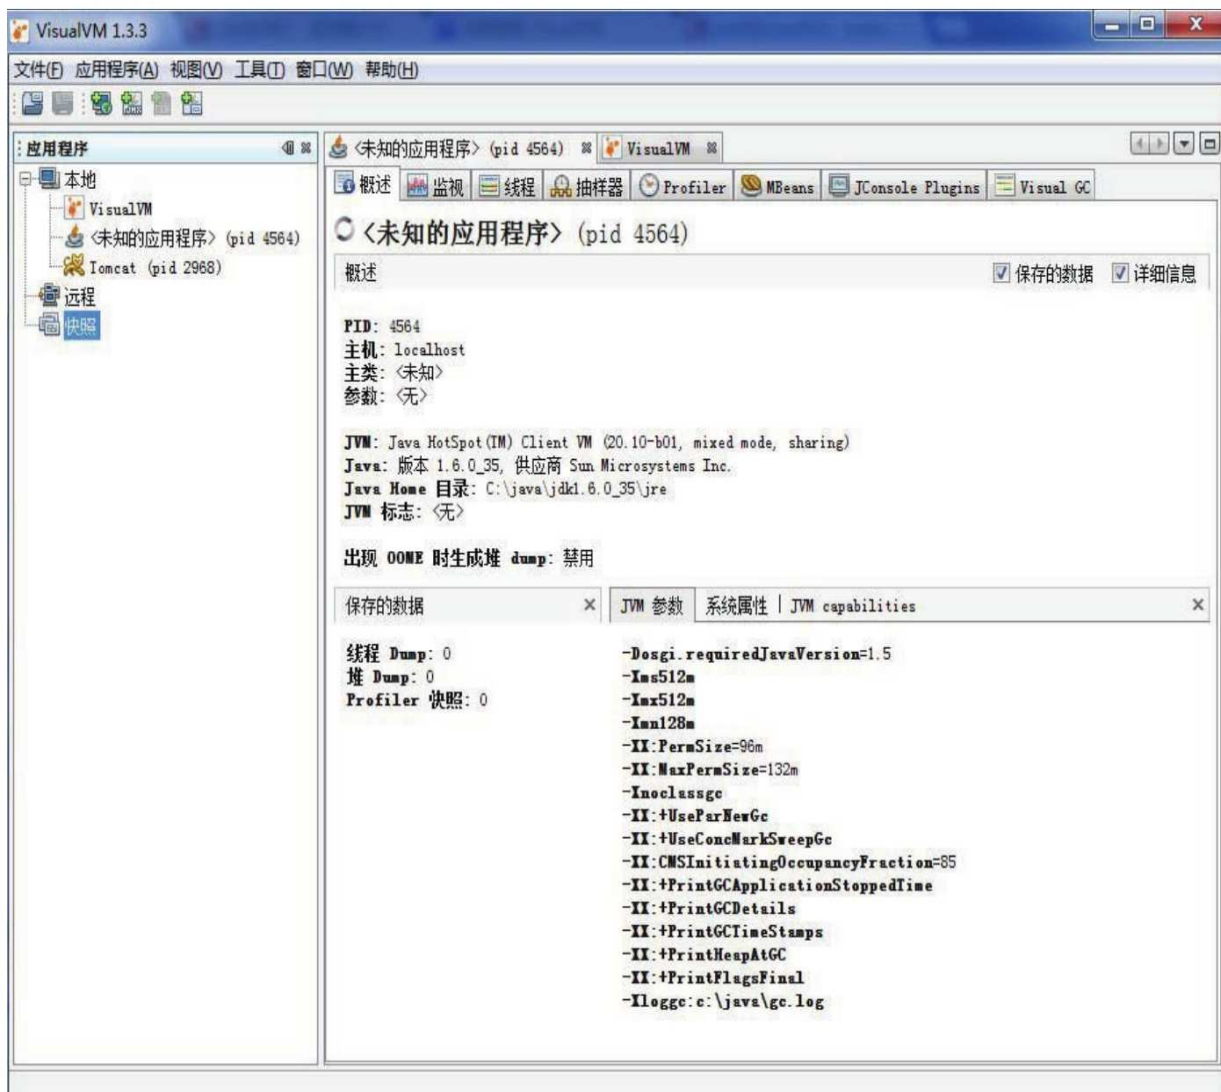 VisualVM 1.3.3
文件(F) 应用程序(A) 视图(V) 工具(T) 窗口(W) 帮助(H)
应用程序
本地
VisualVM
<未知的应用程序> (pid 4564)
Tomcat (pid 2968)
远程
快照
<未知的应用程序> (pid 4564) VisualVM
概述 监视 线程 抽样器 Profiler MBeans JConsole Plugins Visual GC
<未知的应用程序> (pid 4564)
概述 保存的数据 详细信息
PID: 4564
主机: localhost
主类: <未知>
参数: <无>
JVM: Java HotSpot(TM) Client VM (20.10-b01, mixed mode, sharing)
Java: 版本 1.6.0_35, 供应商 Sun Microsystems Inc.
Java Home 目录: C:\java\jdk1.6.0_35\jre
JVM 标志: <无>
出现 OOME 时生成堆 dump: 禁用
保存的数据
线程 Dump: 0
堆 Dump: 0
Profiler 快照: 0
JVM 参数 系统属性 JVM capabilities
-Dosgi.requiredJavaVersion=1.5
-Xms512m
-Xmx512m
-Xmn128m
-XX:PermSize=96m
-XX:MaxPermSize=132m
-Xnoclassgc
-XX:+UseParNewGc
-XX:+UseConcMarkSweepGc
-XX:CMSInitiatingOccupancyFraction=85
-XX:+PrintGCApplicationStoppedTime
-XX:+PrintGCDetails
-XX:+PrintGCTimeStamps
-XX:+PrintHeapAtGC
-XX:+PrintFlagsFinal
-Xloggc:c:\java\gc.log